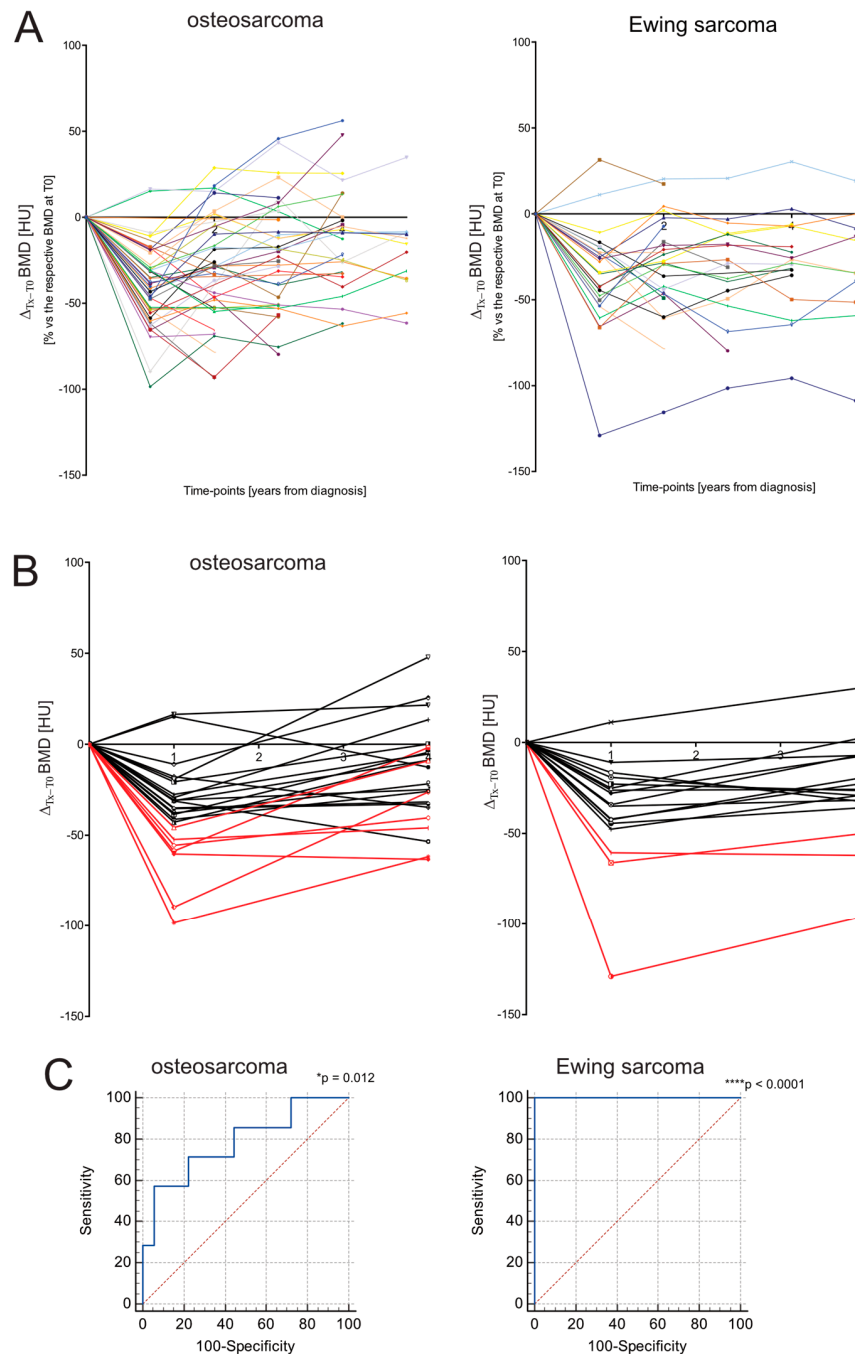 A
osteosarcoma
Ewing sarcoma
100
50
0
-50
-100
-150
ΔTx−T0 BMD [HU]
[% vs the respective BMD at T0]
2
Time-points [years from diagnosis]
100
50
0
-50
-100
-150
ΔTx−T0 BMD [HU]
[% vs the respective BMD at T0]
2
4
Time-points [years from diagnosis]
B
osteosarcoma
100
50
0
-50
-100
-150
ΔTx−T0 BMD [HU]
1
2
3
100
50
0
-50
-100
-150
ΔTx−T0 BMD [HU]
1
2
3
C
osteosarcoma
*p = 0.012
100
80
60
40
20
0
Sensitivity
0 20 40 60 80 100
100-Specificity
Ewing sarcoma
****p < 0.0001
100
80
60
40
20
0
Sensitivity
0 20 40 60 80 100
100-Specificity